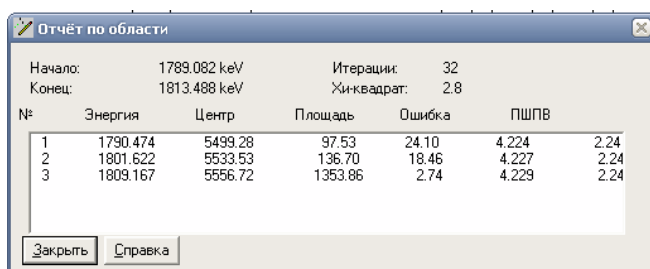 Отчёт по области
Начало: 1789.082 keV Итерации: 32
Конец: 1813.488 keV Хи-квадрат: 2.8
№ Энергия Центр Площадь Ошибка ПШПВ
1 1790.474 5499.28 97.53 24.10 4.224 2.24
2 1801.622 5533.53 136.70 18.46 4.227 2.24
3 1809.167 5556.72 1353.86 2.74 4.229 2.24
Закрыть Справка